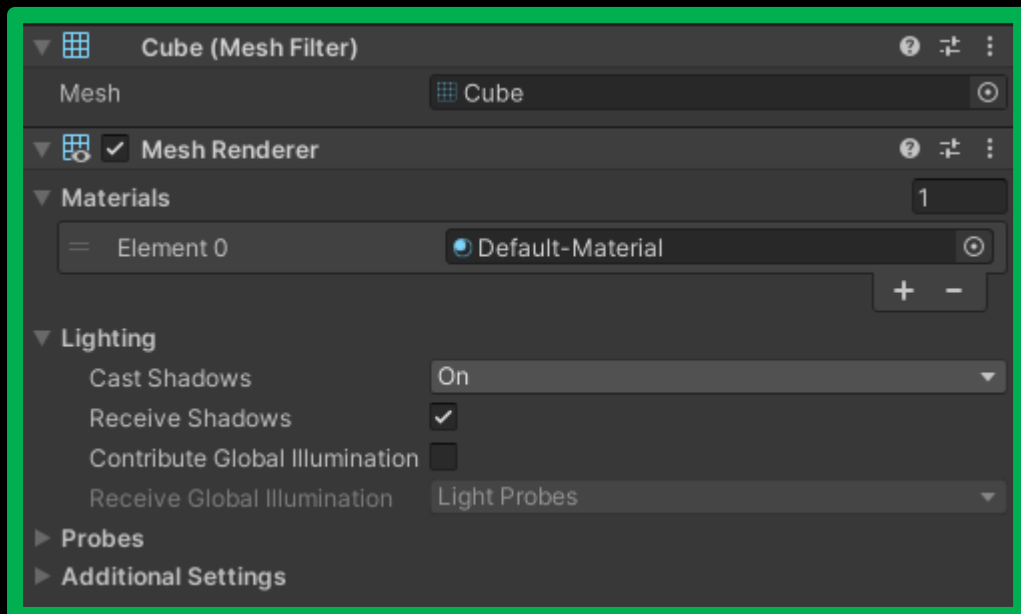 Cube (Mesh Filter)
Mesh Cube
Mesh Renderer
Materials 1
Element 0 Default-Material
Lighting
Cast Shadows On
Receive Shadows
Contribute Global Illumination
Receive Global Illumination Light Probes
Probes
Additional Settings